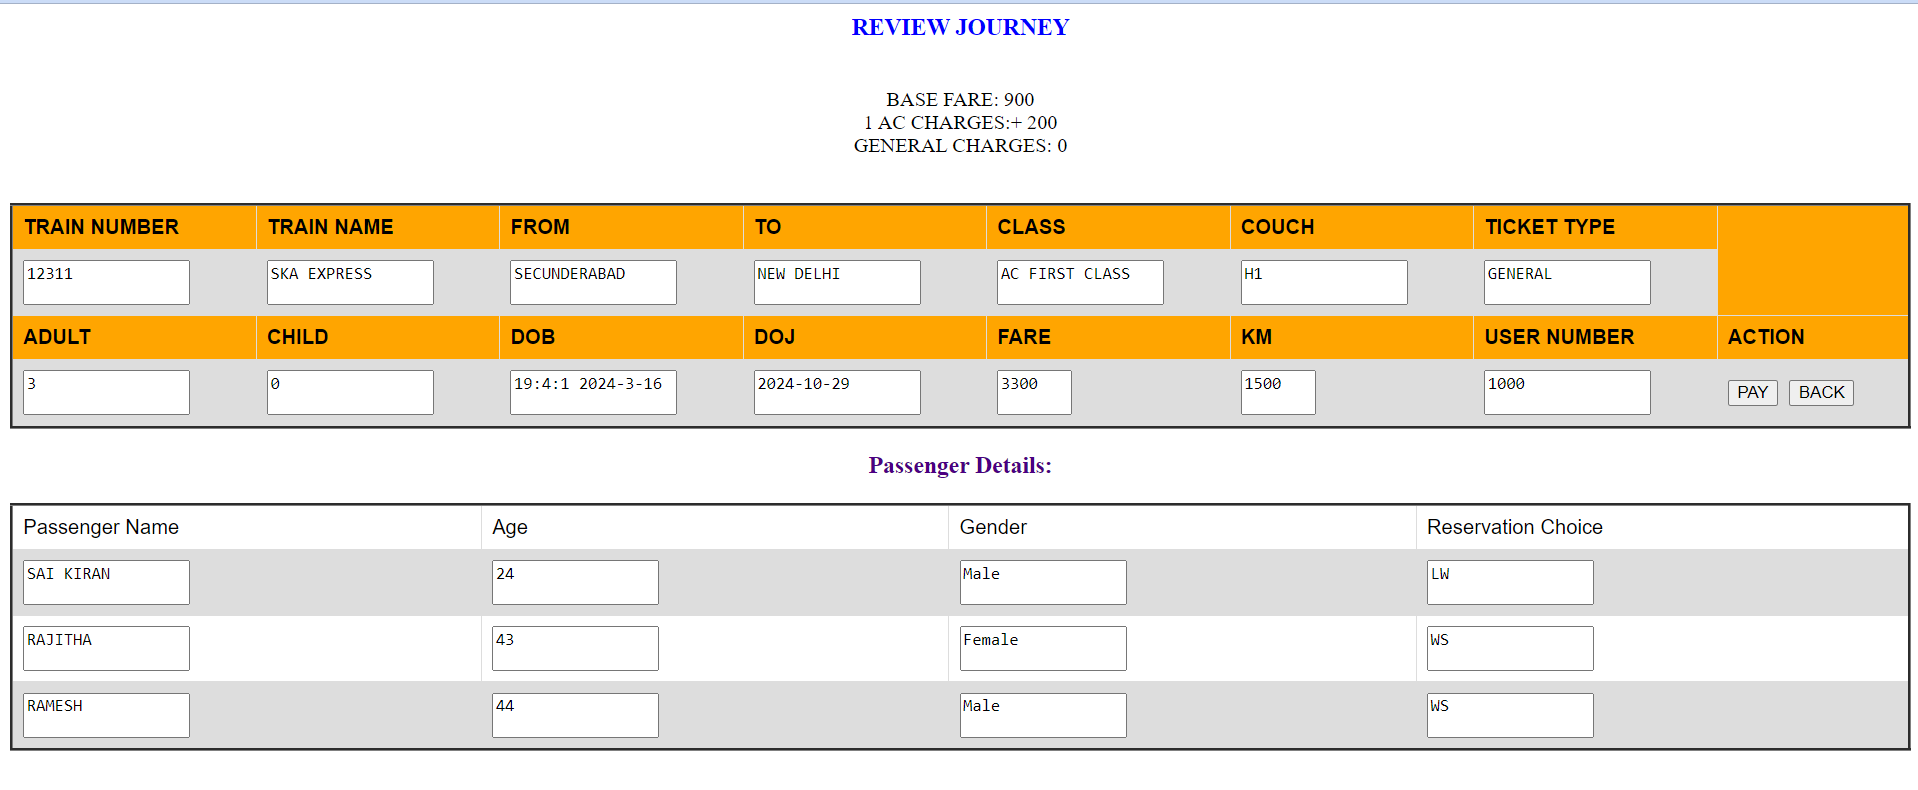 REVIEW JOURNEY
BASE FARE: 900
1 AC CHARGES:+ 200
GENERAL CHARGES: 0
TRAIN NUMBER TRAIN NAME FROM TO CLASS COUCH TICKET TYPE
12311 SKA EXPRESS SECUNDERABAD NEW DELHI AC FIRST CLASS H1 GENERAL
ADULT CHILD DOB DOJ FARE KM USER NUMBER ACTION
3 0 19:4:1 2024-3-16 2024-10-29 3300 1500 1000 PAY BACK
Passenger Details:
Passenger Name Age Gender Reservation Choice
SAI KIRAN 24 Male LW
RAJITHA 43 Female WS
RAMESH 44 Male WS